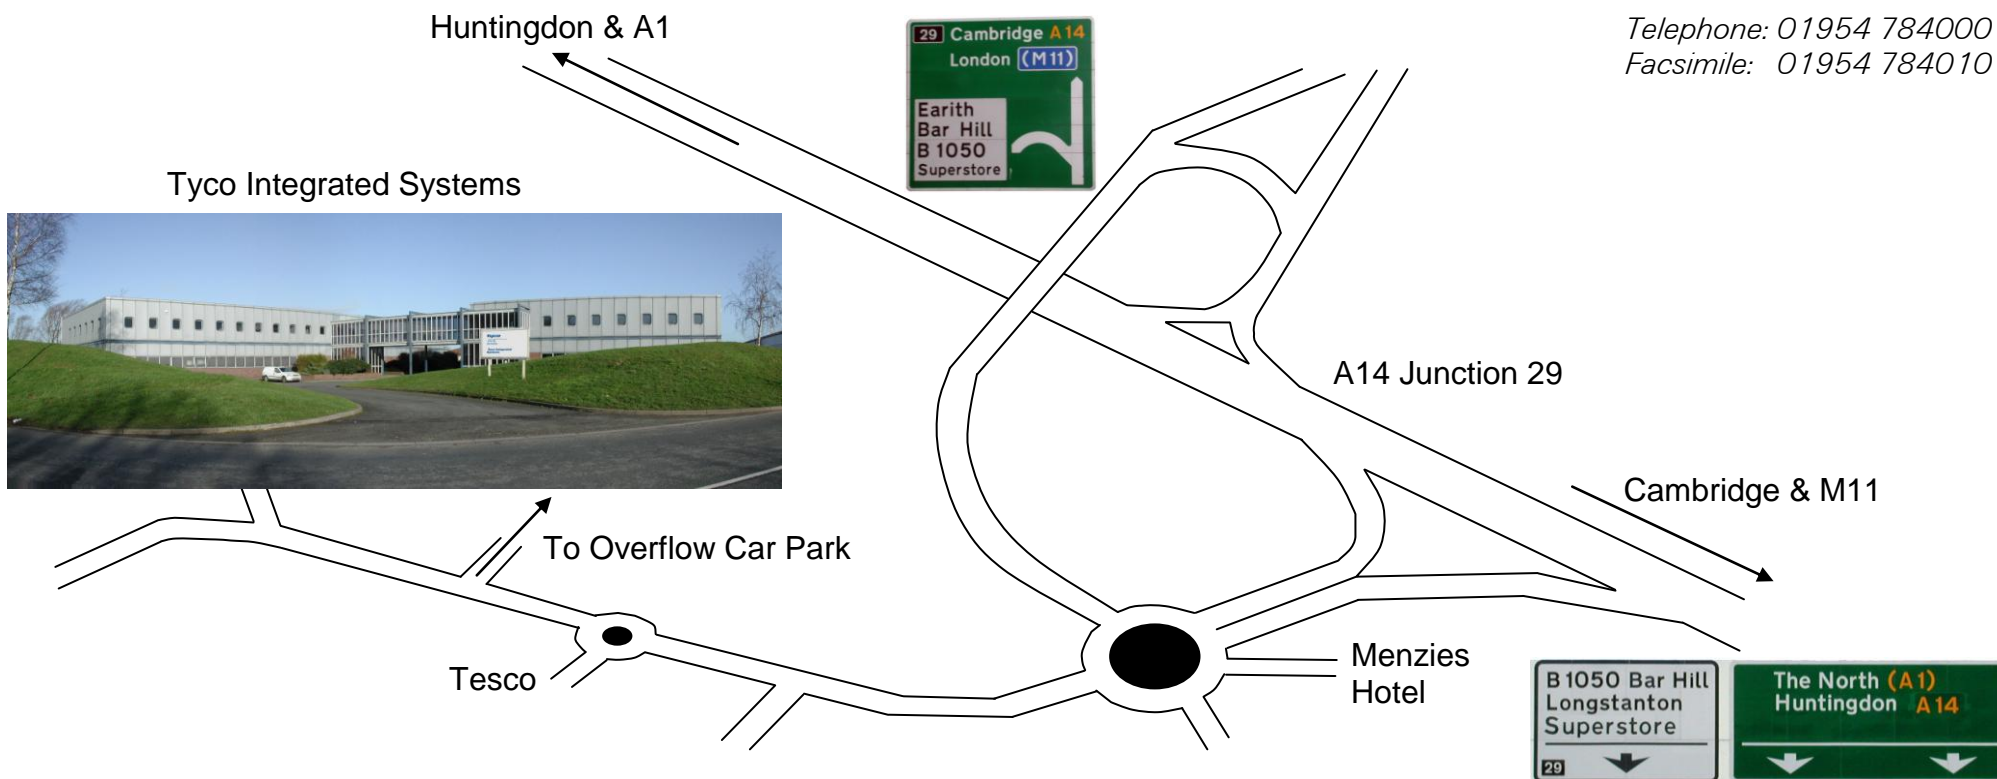 Huntingdon & A1
29 Cambridge A14
London (M11)
Earith
Bar Hill
B1050
Superstore
Telephone: 01954 784000
Facsimile: 01954 784010
Tyco Integrated Systems
A14 Junction 29
Cambridge & M11
To Overflow Car Park
Tesco
Menzies
Hotel
B1050 Bar Hill
Longstanton
Superstore
29
The North (A1)
Huntingdon A14